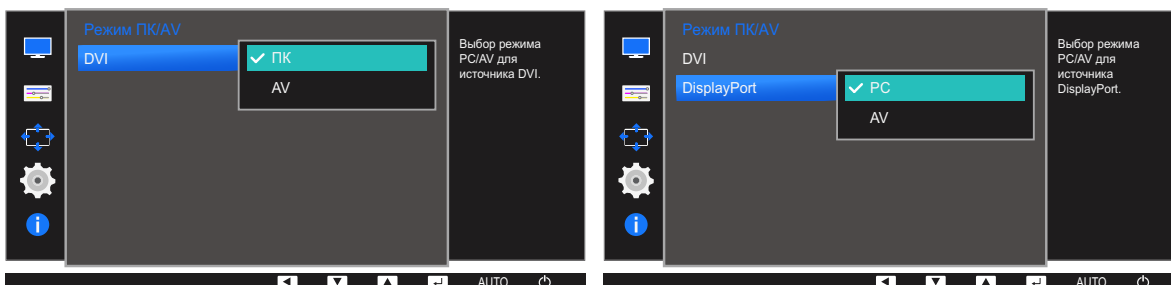 Режим ПК/AV
DVI
ПК
AV
Выбор режима
PC/AV для
источника DVI.
AUTO
Режим ПК/AV
DVI
DisplayPort
PC
AV
Выбор режима
PC/AV для
источника
DisplayPort.
AUTO